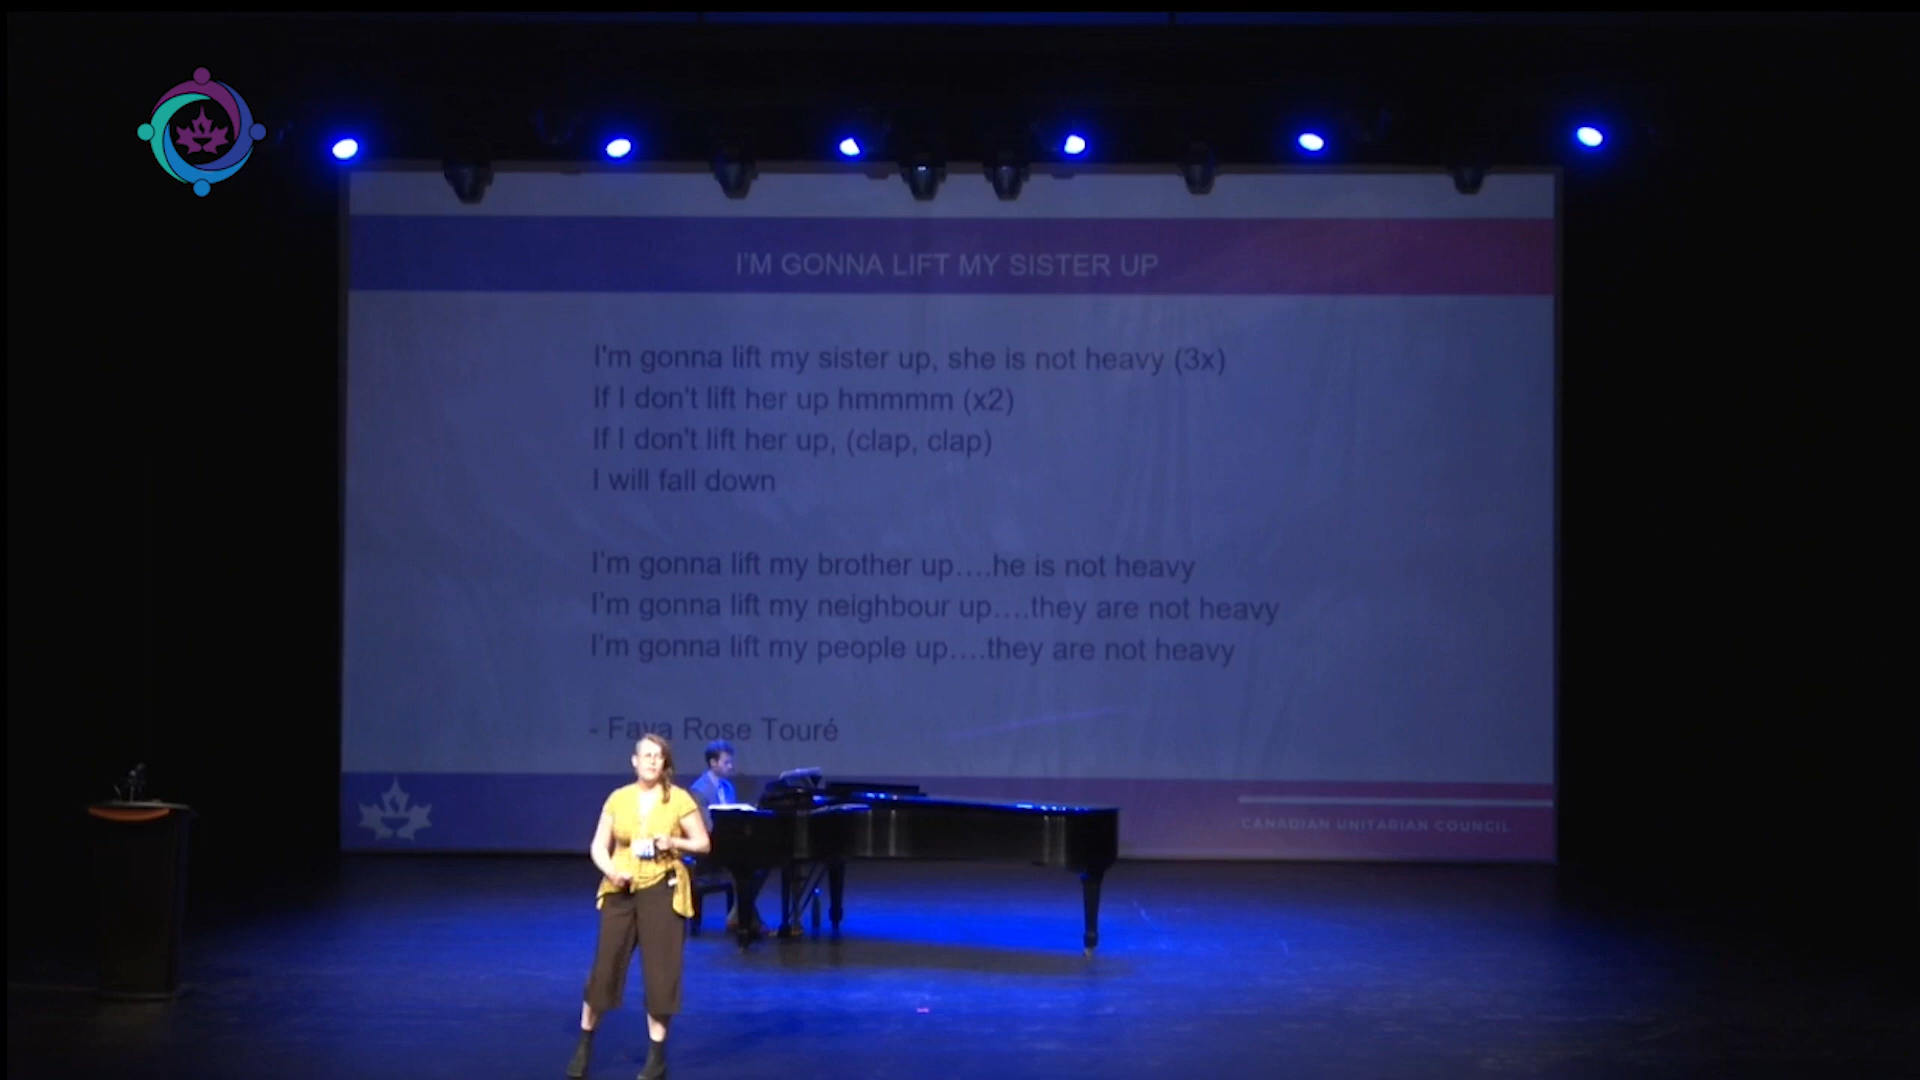 I'M GONNA LIFT MY SISTER UP
I'm gonna lift my sister up, she is not heavy (3x)
If I don't lift her up hmmmm (x2)
If I don't lift her up, (clap, clap)
I will fall down
I'm gonna lift my brother up....he is not heavy
I'm gonna lift my neighbour up....they are not heavy
I'm gonna lift my people up....they are not heavy
- Faya Rose Touré
CANADIAN UNITARIAN COUNCIL